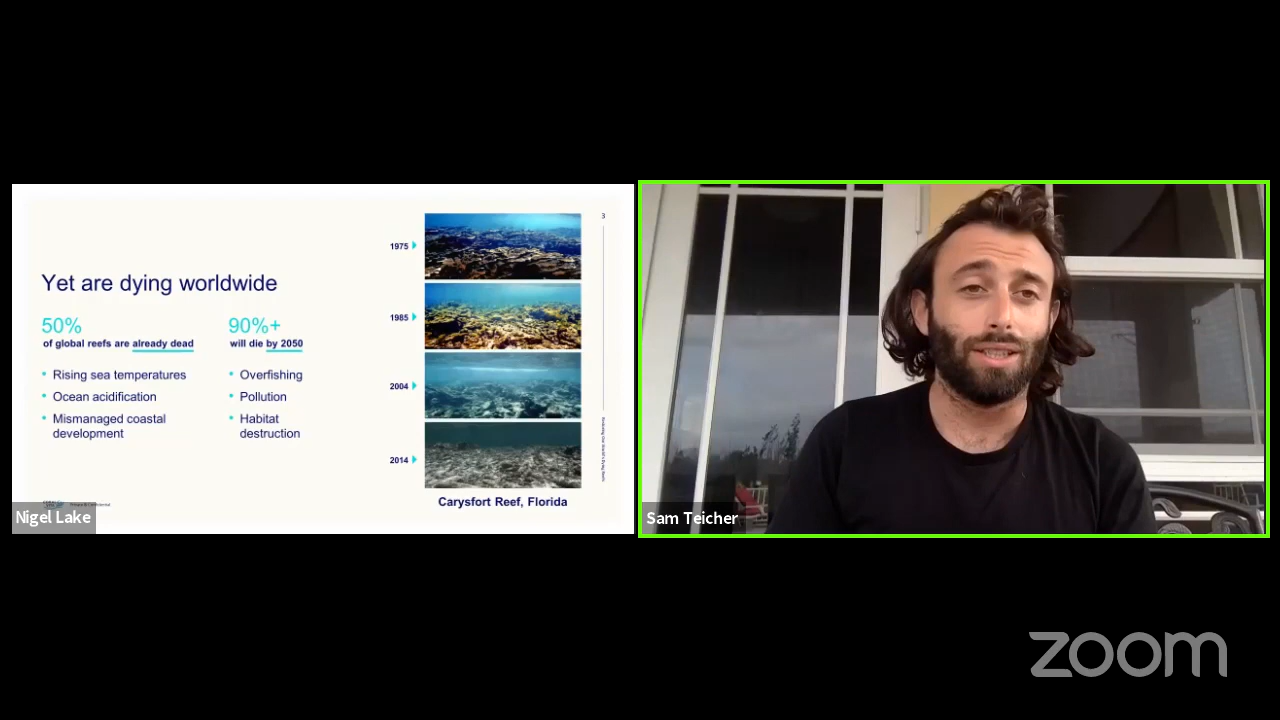 Yet are dying worldwide
50%
of global reefs are already dead
• Rising sea temperatures
• Ocean acidification
• Mismanaged coastal
development
90%+
will die by 2050
• Overfishing
• Pollution
• Habitat
destruction
1975
1985
2004
2014
Carysfort Reef, Florida
3
Nigel Lake
Sam Teicher
zoom